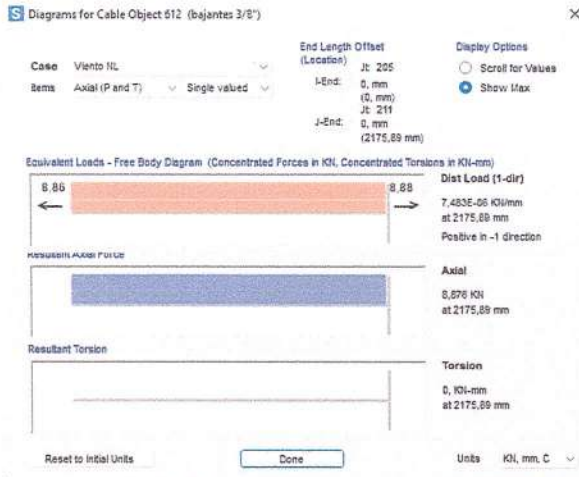 Diagrams for Cable Object 612 (bajantes 3/8")
End Length Offset (Location)
Display Options
Case Viento NL
Items Axial (P and T) Single valued
Jt: 205
I-End: 0, mm
(0, mm)
Jt: 211
J-End: 0, mm
(2175,89 mm)
Scroll for Values
Show Max
Equivalent Loads - Free Body Diagram (Concentrated Forces in KN, Concentrated Torsions in KN-mm)
8,86
8,88
Dist Load (1-dir)
7,483E-06 KN/mm
at 2175,89 mm
Positive in -1 direction
Resultant Axial Force
Axial
8,876 KN
at 2175,89 mm
Resultant Torsion
Torsion
0, KN-mm
at 2175,89 mm
Reset to Initial Units
Done
Units KN, mm, C